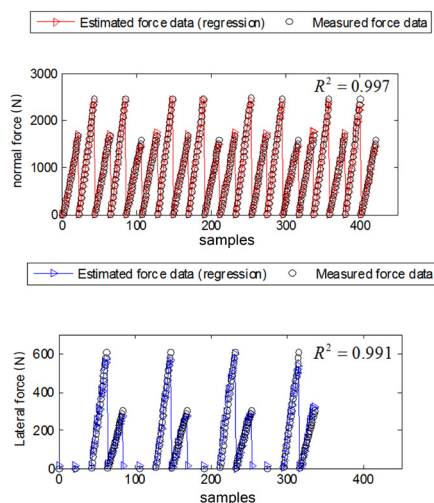 Estimated force data (regression) Measured force data
R² = 0.997
3000
2000
1000
0
normal force (N)
0 100 200 300 400
samples
Estimated force data (regression) Measured force data
R² = 0.991
600
400
200
0
Lateral force (N)
0 100 200 300 400
samples